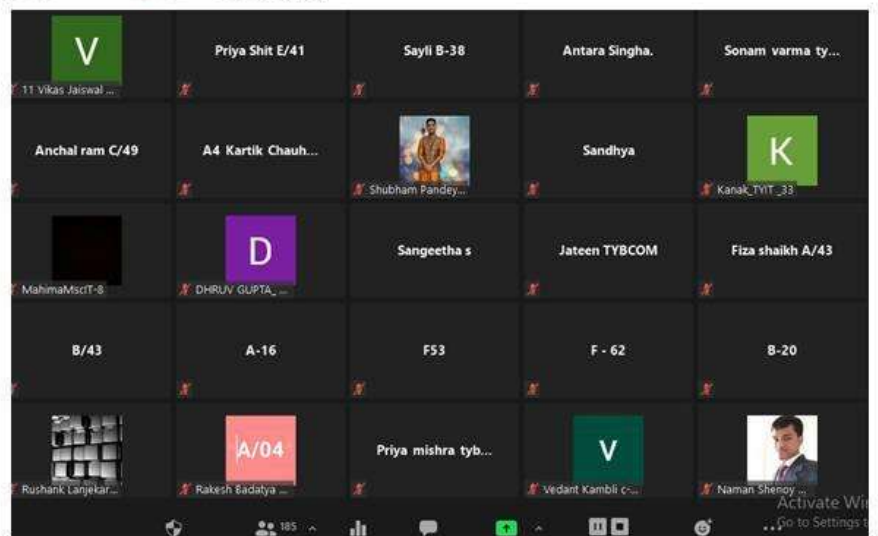 V
11 Vikas Jaiswal ...
Priya Shit E/41
Sayli B-38
Antara Singha.
Sonam varma ty...
Anchal ram C/49
A4 Kartik Chauh...
Shubham Pandey...
Sandhya
K
Kanak_TYIT _33
MahimaMscIT-8
D
DHRUV GUPTA_ ...
Sangeetha s
Jateen TYBCOM
Fiza shaikh A/43
B/43
A-16
F53
F - 62
B-20
Rushank Lanjekar...
A/04
Rakesh Badatya ...
Priya mishra tyb...
V
Vedant Kambli c-...
Naman Shenoy ...
Activate Wi
185
Go to Settings t